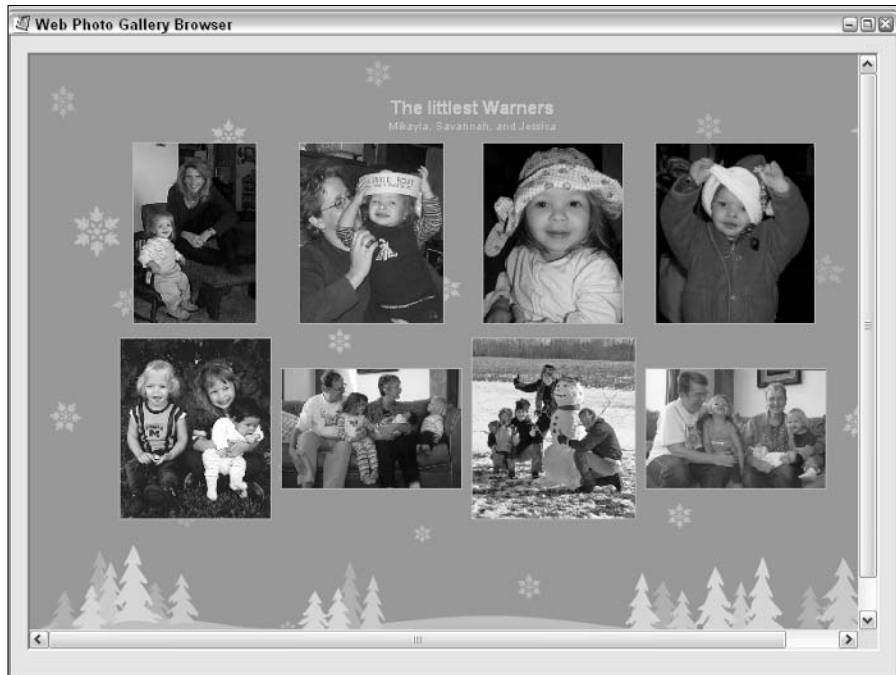 Web Photo Gallery Browser
The littlest Warners
Mikayla, Savannah, and Jessica